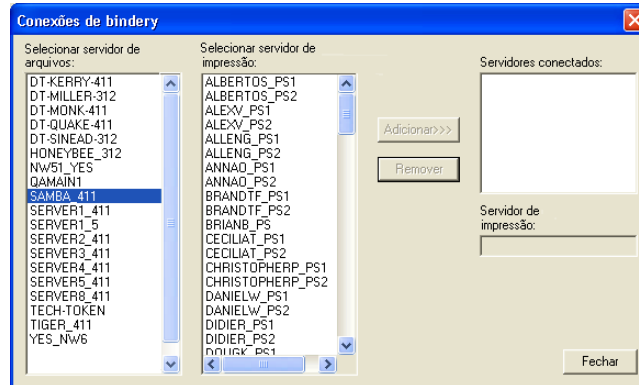 Conexões de bindery
Selecionar servidor de
arquivos:
DT-KERRY-411
DT-MILLER-312
DT-MONK-411
DT-QUAKE-411
DT-SINEAD-312
HONEYBEE_312
NW51_YES
QAMAIN1
SAMBA_411
SERVER1_411
SERVER1_5
SERVER2_411
SERVER3_411
SERVER4_411
SERVER5_411
SERVER8_411
TECH-TOKEN
TIGER_411
YES_NW6
Selecionar servidor de
impressão:
ALBERTOS_PS1
ALBERTOS_PS2
ALEXV_PS1
ALEXV_PS2
ALLENG_PS1
ALLENG_PS2
ANNAO_PS1
ANNAO_PS2
BRANDTF_PS1
BRANDTF_PS2
BRIANB_PS
CECILIAT_PS1
CECILIAT_PS2
CHRISTOPHERP_PS1
CHRISTOPHERP_PS2
DANIELW_PS1
DANIELW_PS2
DIDIER_PS1
DIDIER_PS2
DOUGK_PS1
Adicionar>>>
Remover
Servidores conectados:
Servidor de
impressão:
Fechar